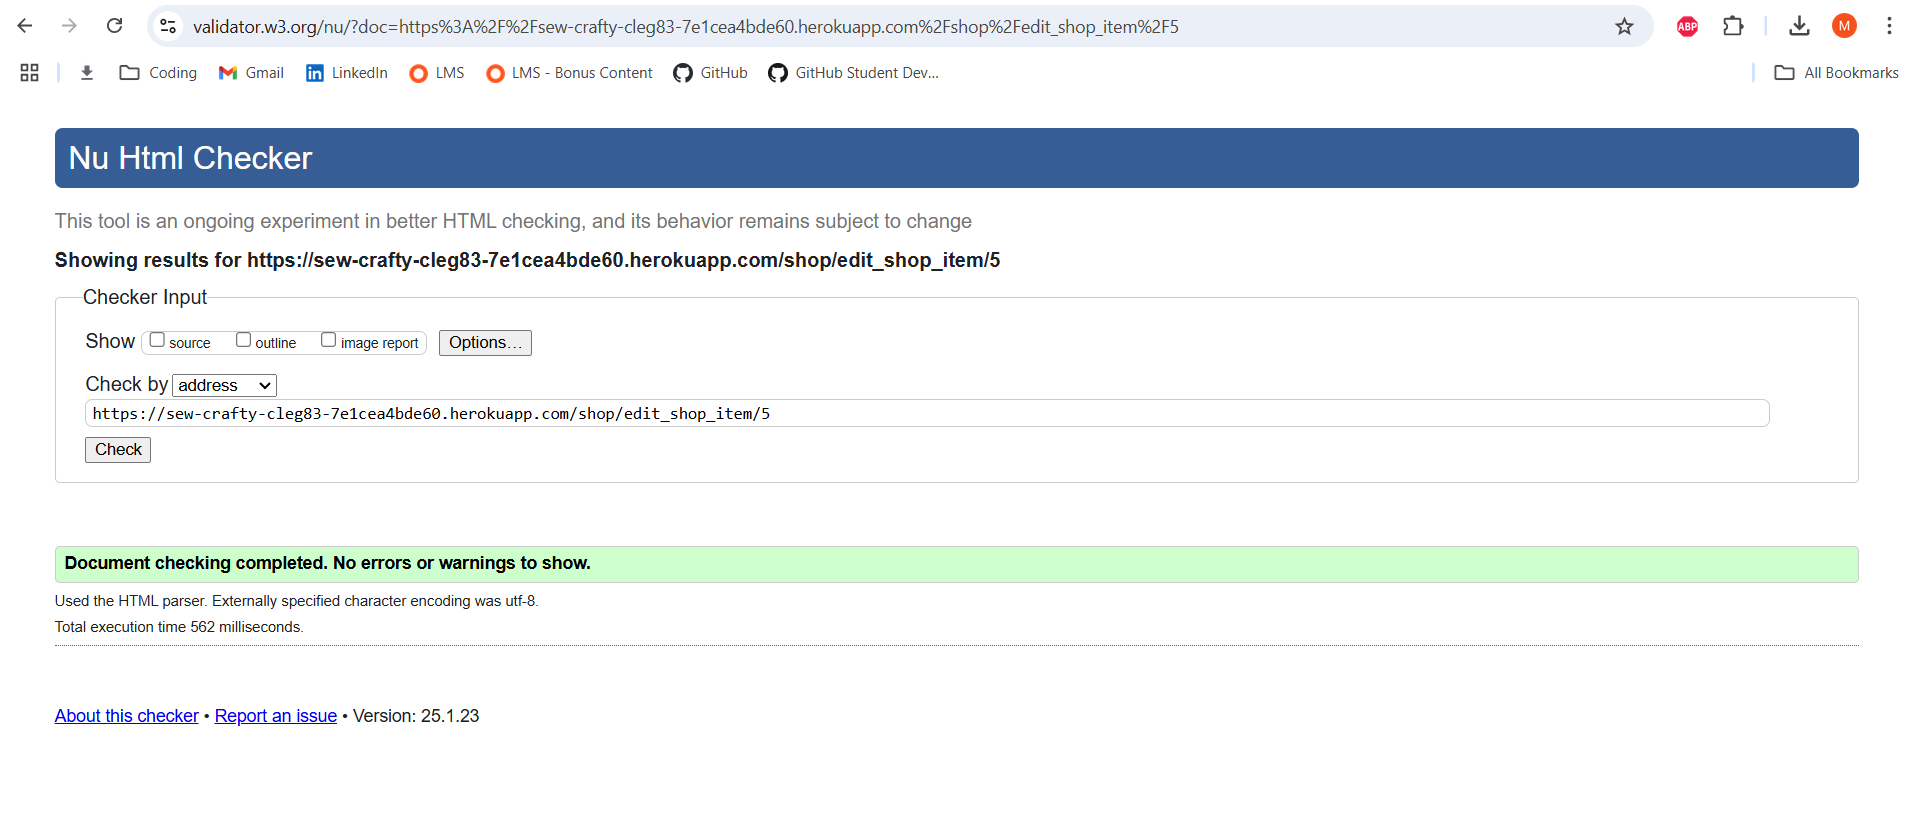 validator.w3.org/nu/?doc=https%3A%2F%2Fsew-crafty-cleg83-7e1cea4bde60.herokuapp.com%2Fshop%2Fedit_shop_item%2F5
ABP
M
Coding
Gmail
LinkedIn
LMS
LMS - Bonus Content
GitHub
GitHub Student Dev...
All Bookmarks
Nu Html Checker
This tool is an ongoing experiment in better HTML checking, and its behavior remains subject to change
Showing results for https://sew-crafty-cleg83-7e1cea4bde60.herokuapp.com/shop/edit_shop_item/5
Checker Input
Show source outline image report Options...
Check by address
https://sew-crafty-cleg83-7e1cea4bde60.herokuapp.com/shop/edit_shop_item/5
Check
Document checking completed. No errors or warnings to show.
Used the HTML parser. Externally specified character encoding was utf-8.
Total execution time 562 milliseconds.
About this checker • Report an issue • Version: 25.1.23